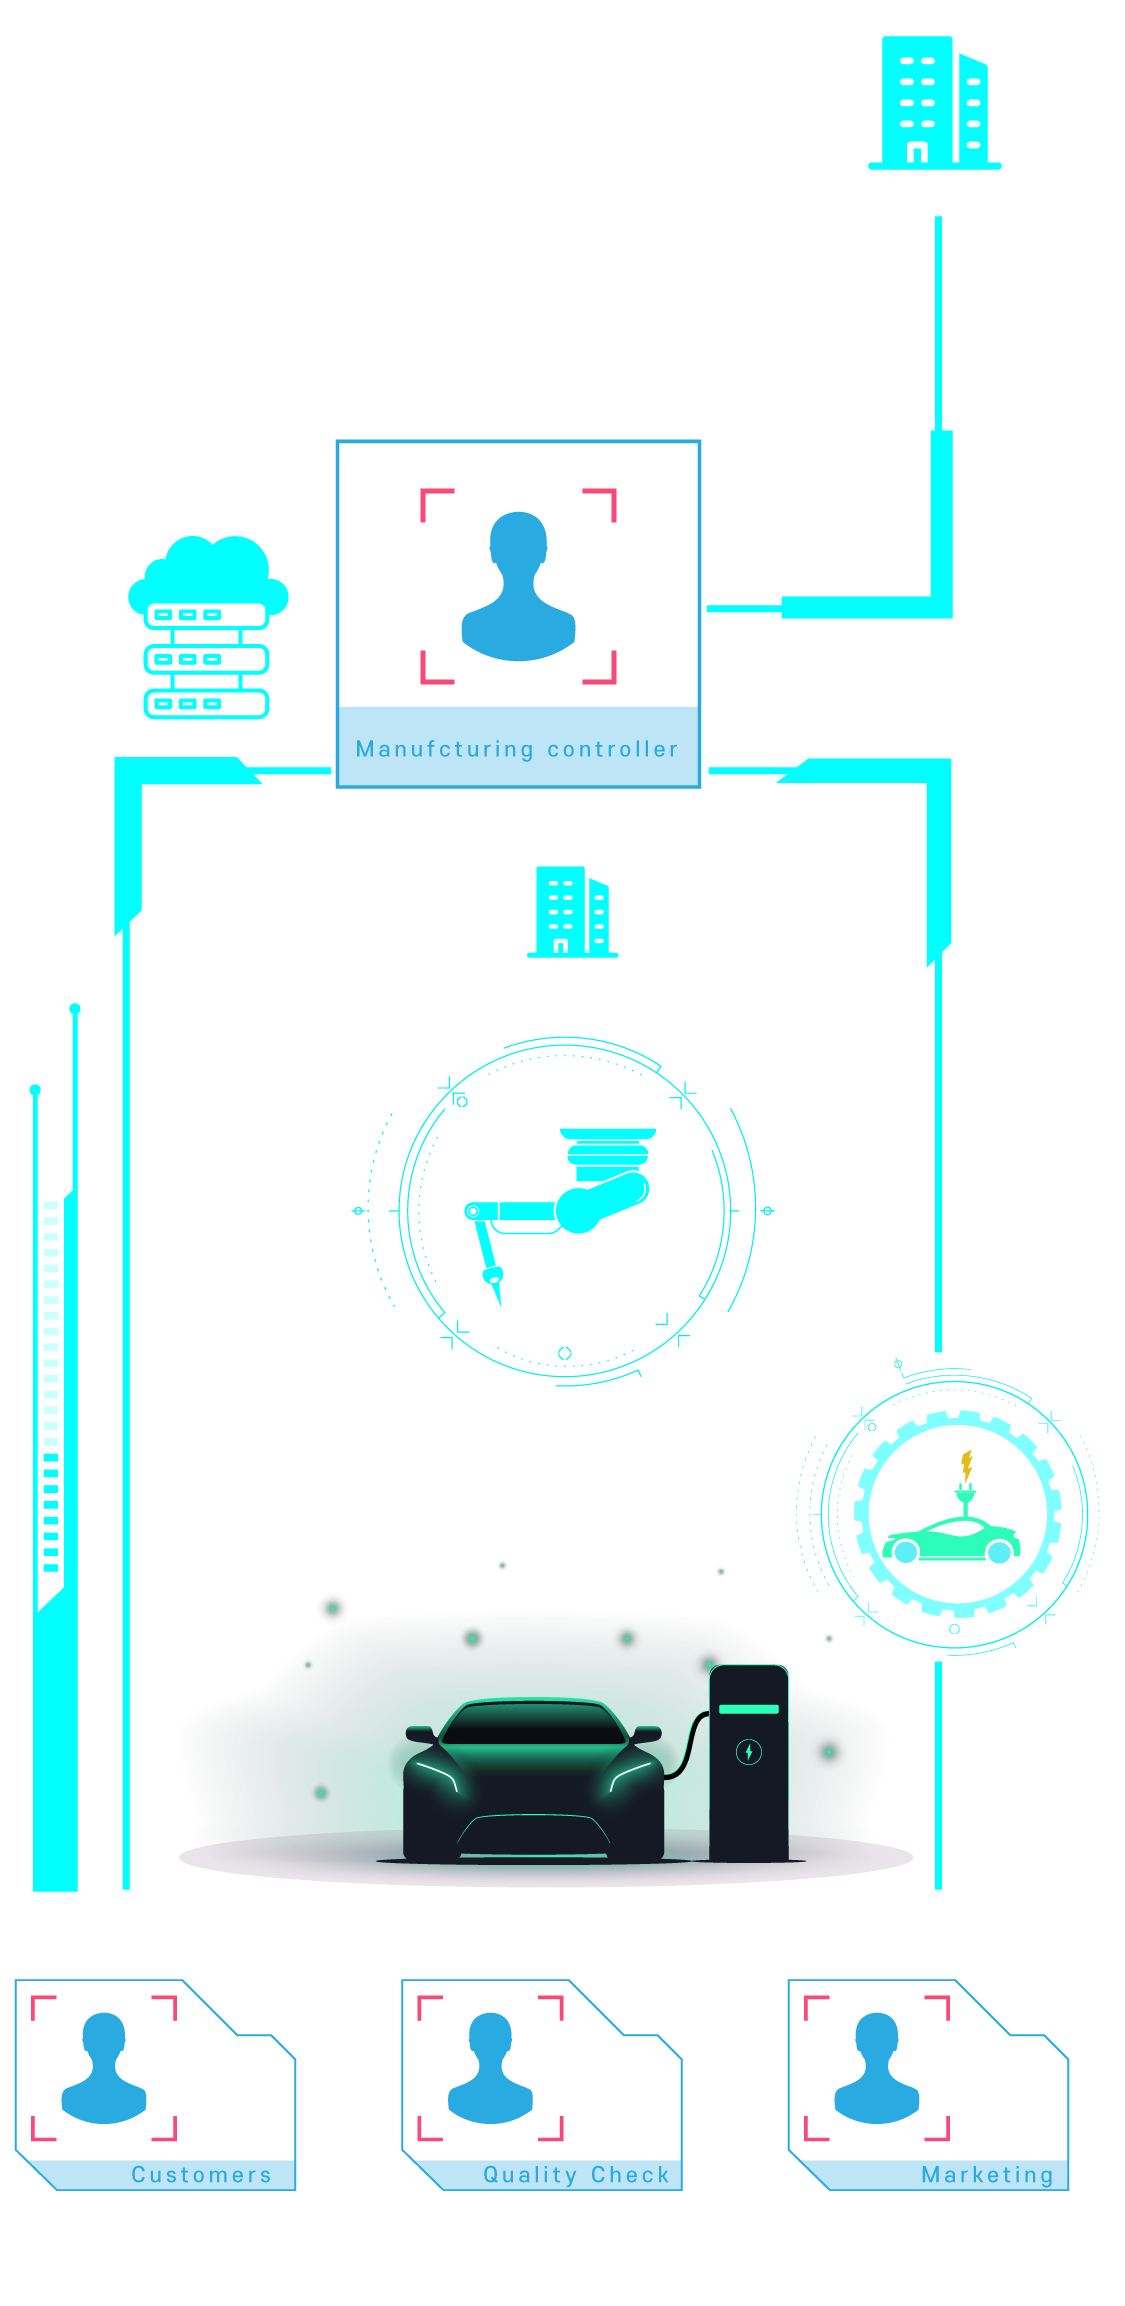 Manufcturing controller
Customers
Quality Check
Marketing